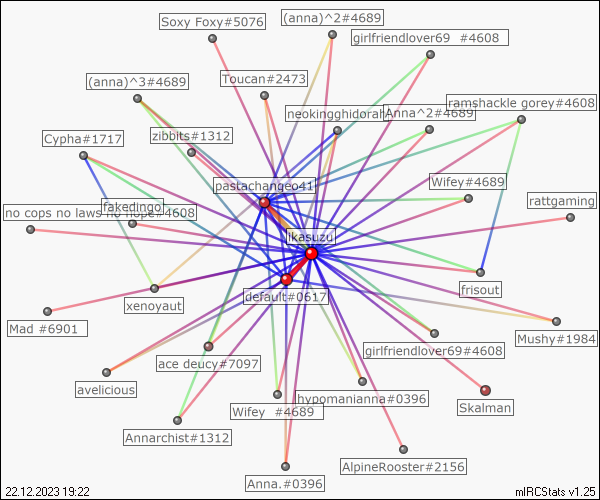 Soxy Foxy#5076
(anna)^2#4689
girlfriendlover69  #4608
(anna)^3#4689
Toucan#2473
neokingghidorah
Anna^2#4689
ramshackle gorey#4608
Cypha#1717
zibbits#1312
pastachangeo41
Wifey#4689
rattgaming
no cops no laws no nope#4608
fakedingo
ikasuzu
xenoyaut
default#0617
frisout
Mad #6901
Mushy#1984
ace deucy#7097
girlfriendlover69#4608
avelicious
hypomanianna#0396
Wifey  #4689
Skalman
Annarchist#1312
AlpineRooster#2156
Anna.#0396
22.12.2023 19:22
mIRCStats v1.25